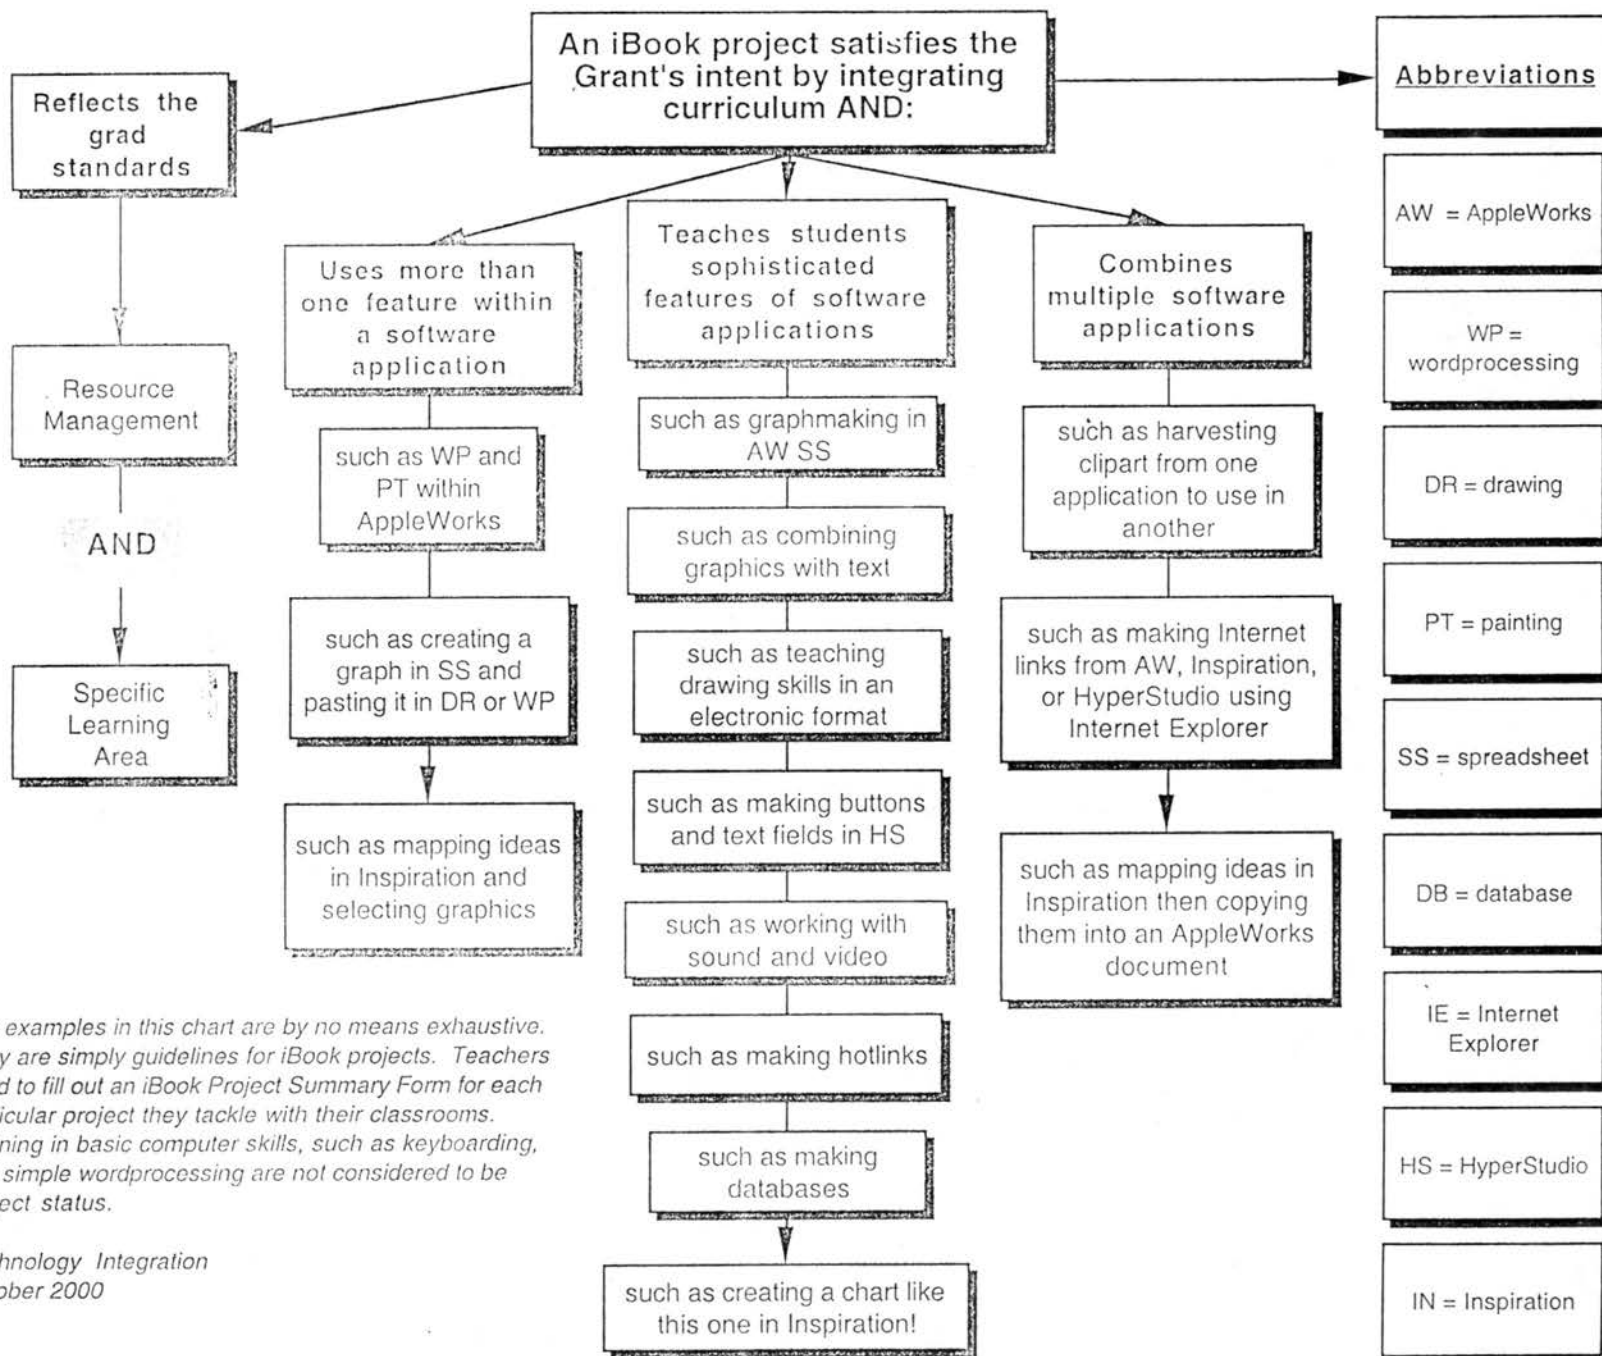 An iBook project satisfies the
Grant's intent by integrating
curriculum AND:
Reflects the
grad
standards
Resource
Management
AND
Specific
Learning
Area
Uses more than
one feature within
a software
application
such as WP and
PT within
AppleWorks
such as creating a
graph in SS and
pasting it in DR or WP
such as mapping ideas
in Inspiration and
selecting graphics
Teaches students
sophisticated
features of software
applications
such as graphmaking in
AW SS
such as combining
graphics with text
such as teaching
drawing skills in an
electronic format
such as making buttons
and text fields in HS
such as working with
sound and video
such as making hotlinks
such as making
databases
such as creating a chart like
this one in Inspiration!
Combines
multiple software
applications
such as harvesting
clipart from one
application to use in
another
such as making Internet
links from AW, Inspiration,
or HyperStudio using
Internet Explorer
such as mapping ideas in
Inspiration then copying
them into an AppleWorks
document
Abbreviations
AW = AppleWorks
WP =
wordprocessing
DR = drawing
PT = painting
SS = spreadsheet
DB = database
IE = Internet
Explorer
HS = HyperStudio
IN = Inspiration
examples in this chart are by no means exhaustive.
y are simply guidelines for iBook projects. Teachers
d to fill out an iBook Project Summary Form for each
icular project they tackle with their classrooms.
ning in basic computer skills, such as keyboarding,
simple wordprocessing are not considered to be
ect status.
hnology Integration
ober 2000